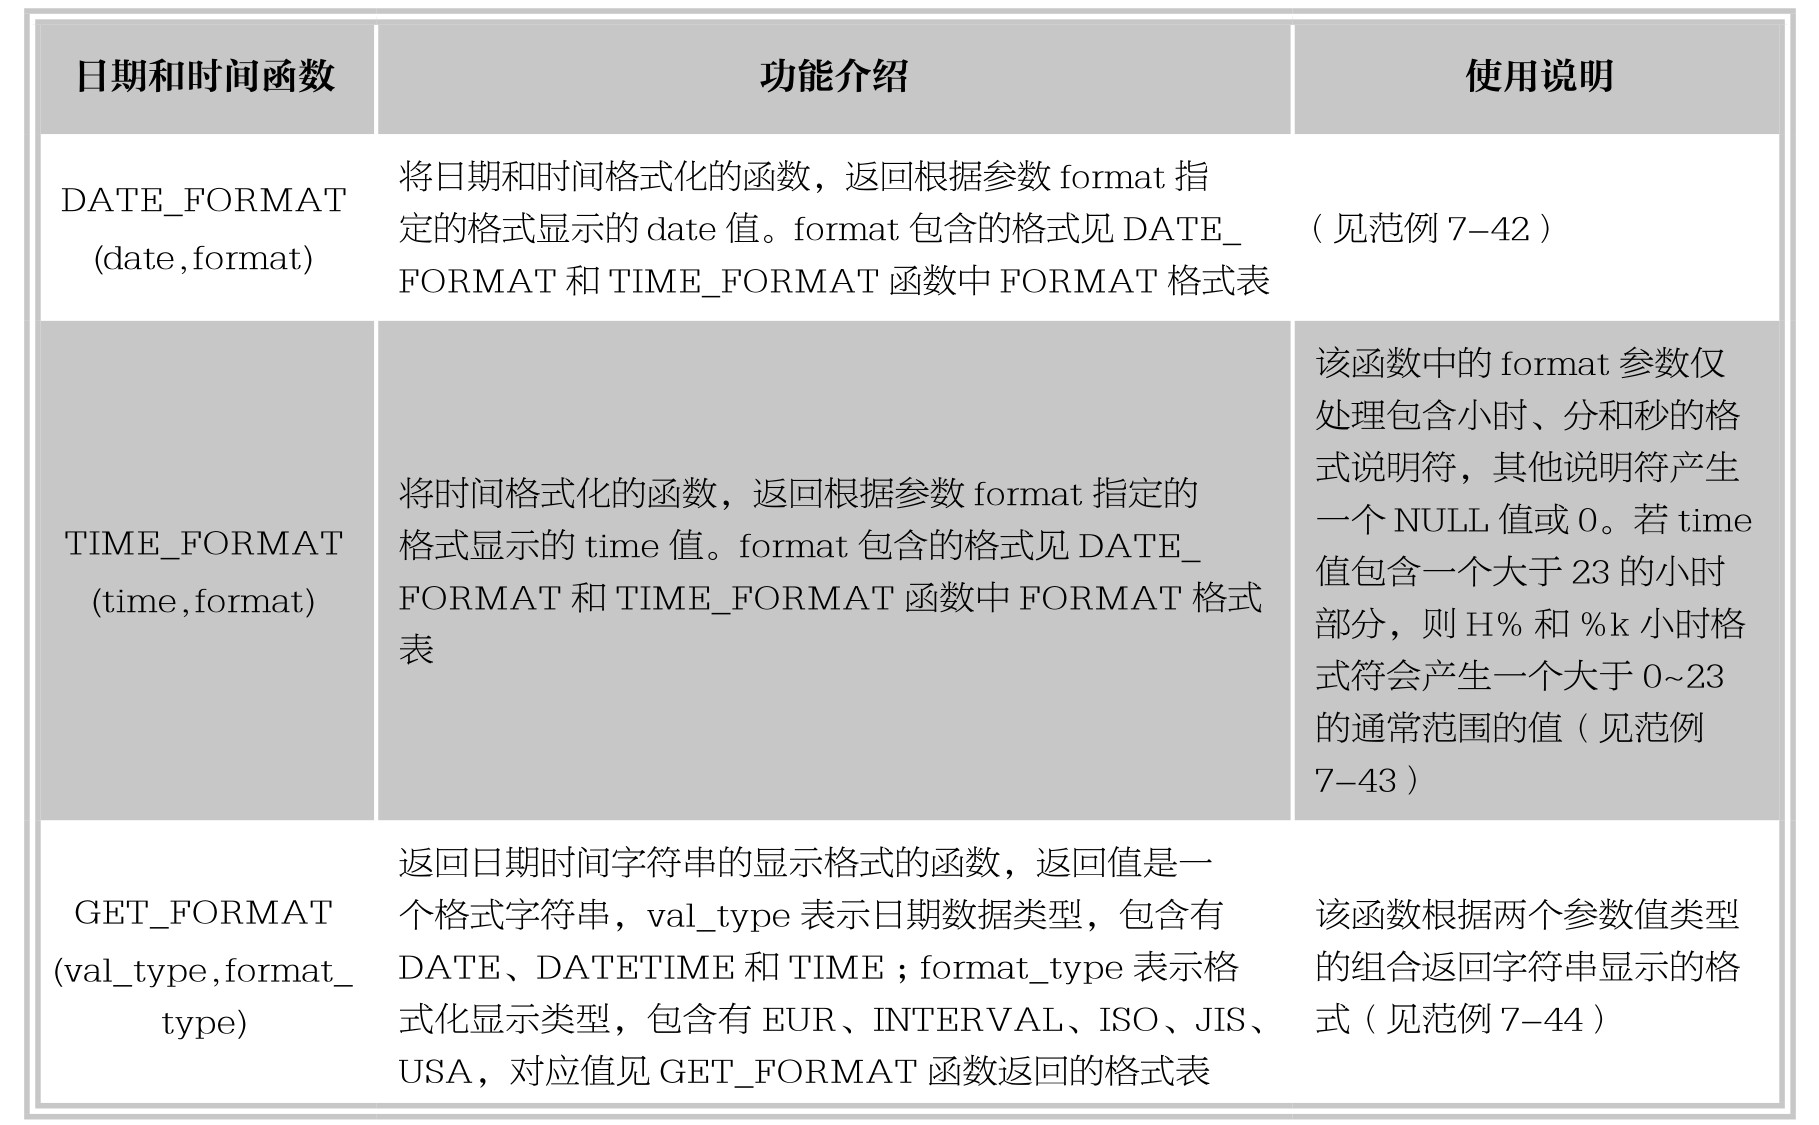 日期和时间函数
功能介绍
使用说明
DATE_FORMAT
(date,format)
将日期和时间格式化的函数，返回根据参数 format 指
定的格式显示的 date 值。format 包含的格式见 DATE_
FORMAT 和 TIME_FORMAT 函数中 FORMAT 格式表
（见范例 7–42）
TIME_FORMAT
(time,format)
将时间格式化的函数，返回根据参数 format 指定的
格式显示的 time 值。format 包含的格式见 DATE_
FORMAT 和 TIME_FORMAT 函数中 FORMAT 格式
表
该函数中的 format 参数仅
处理包含小时、分和秒的格
式说明符，其他说明符产生
一个 NULL 值或 0。若 time
值包含一个大于 23 的小时
部分，则 H% 和 %k 小时格
式符会产生一个大于 0~23
的通常范围的值（见范例
7–43）
GET_FORMAT
(val_type,format_
type)
返回日期时间字符串的显示格式的函数，返回值是一
个格式字符串，val_type 表示日期数据类型，包含有
DATE、DATETIME 和 TIME；format_type 表示格
式化显示类型，包含有 EUR、INTERVAL、ISO、JIS、
USA，对应值见 GET_FORMAT 函数返回的格式表
该函数根据两个参数值类型
的组合返回字符串显示的格
式（见范例 7–44）